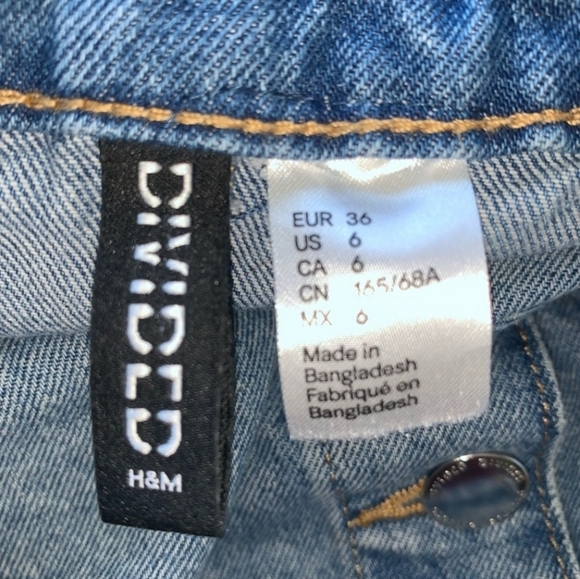 DIVIDED
H&M
EUR 36
US 6
CA 6
CN 165/68A
MX 6
Made in
Bangladesh
Fabriqué en
Bangladesh